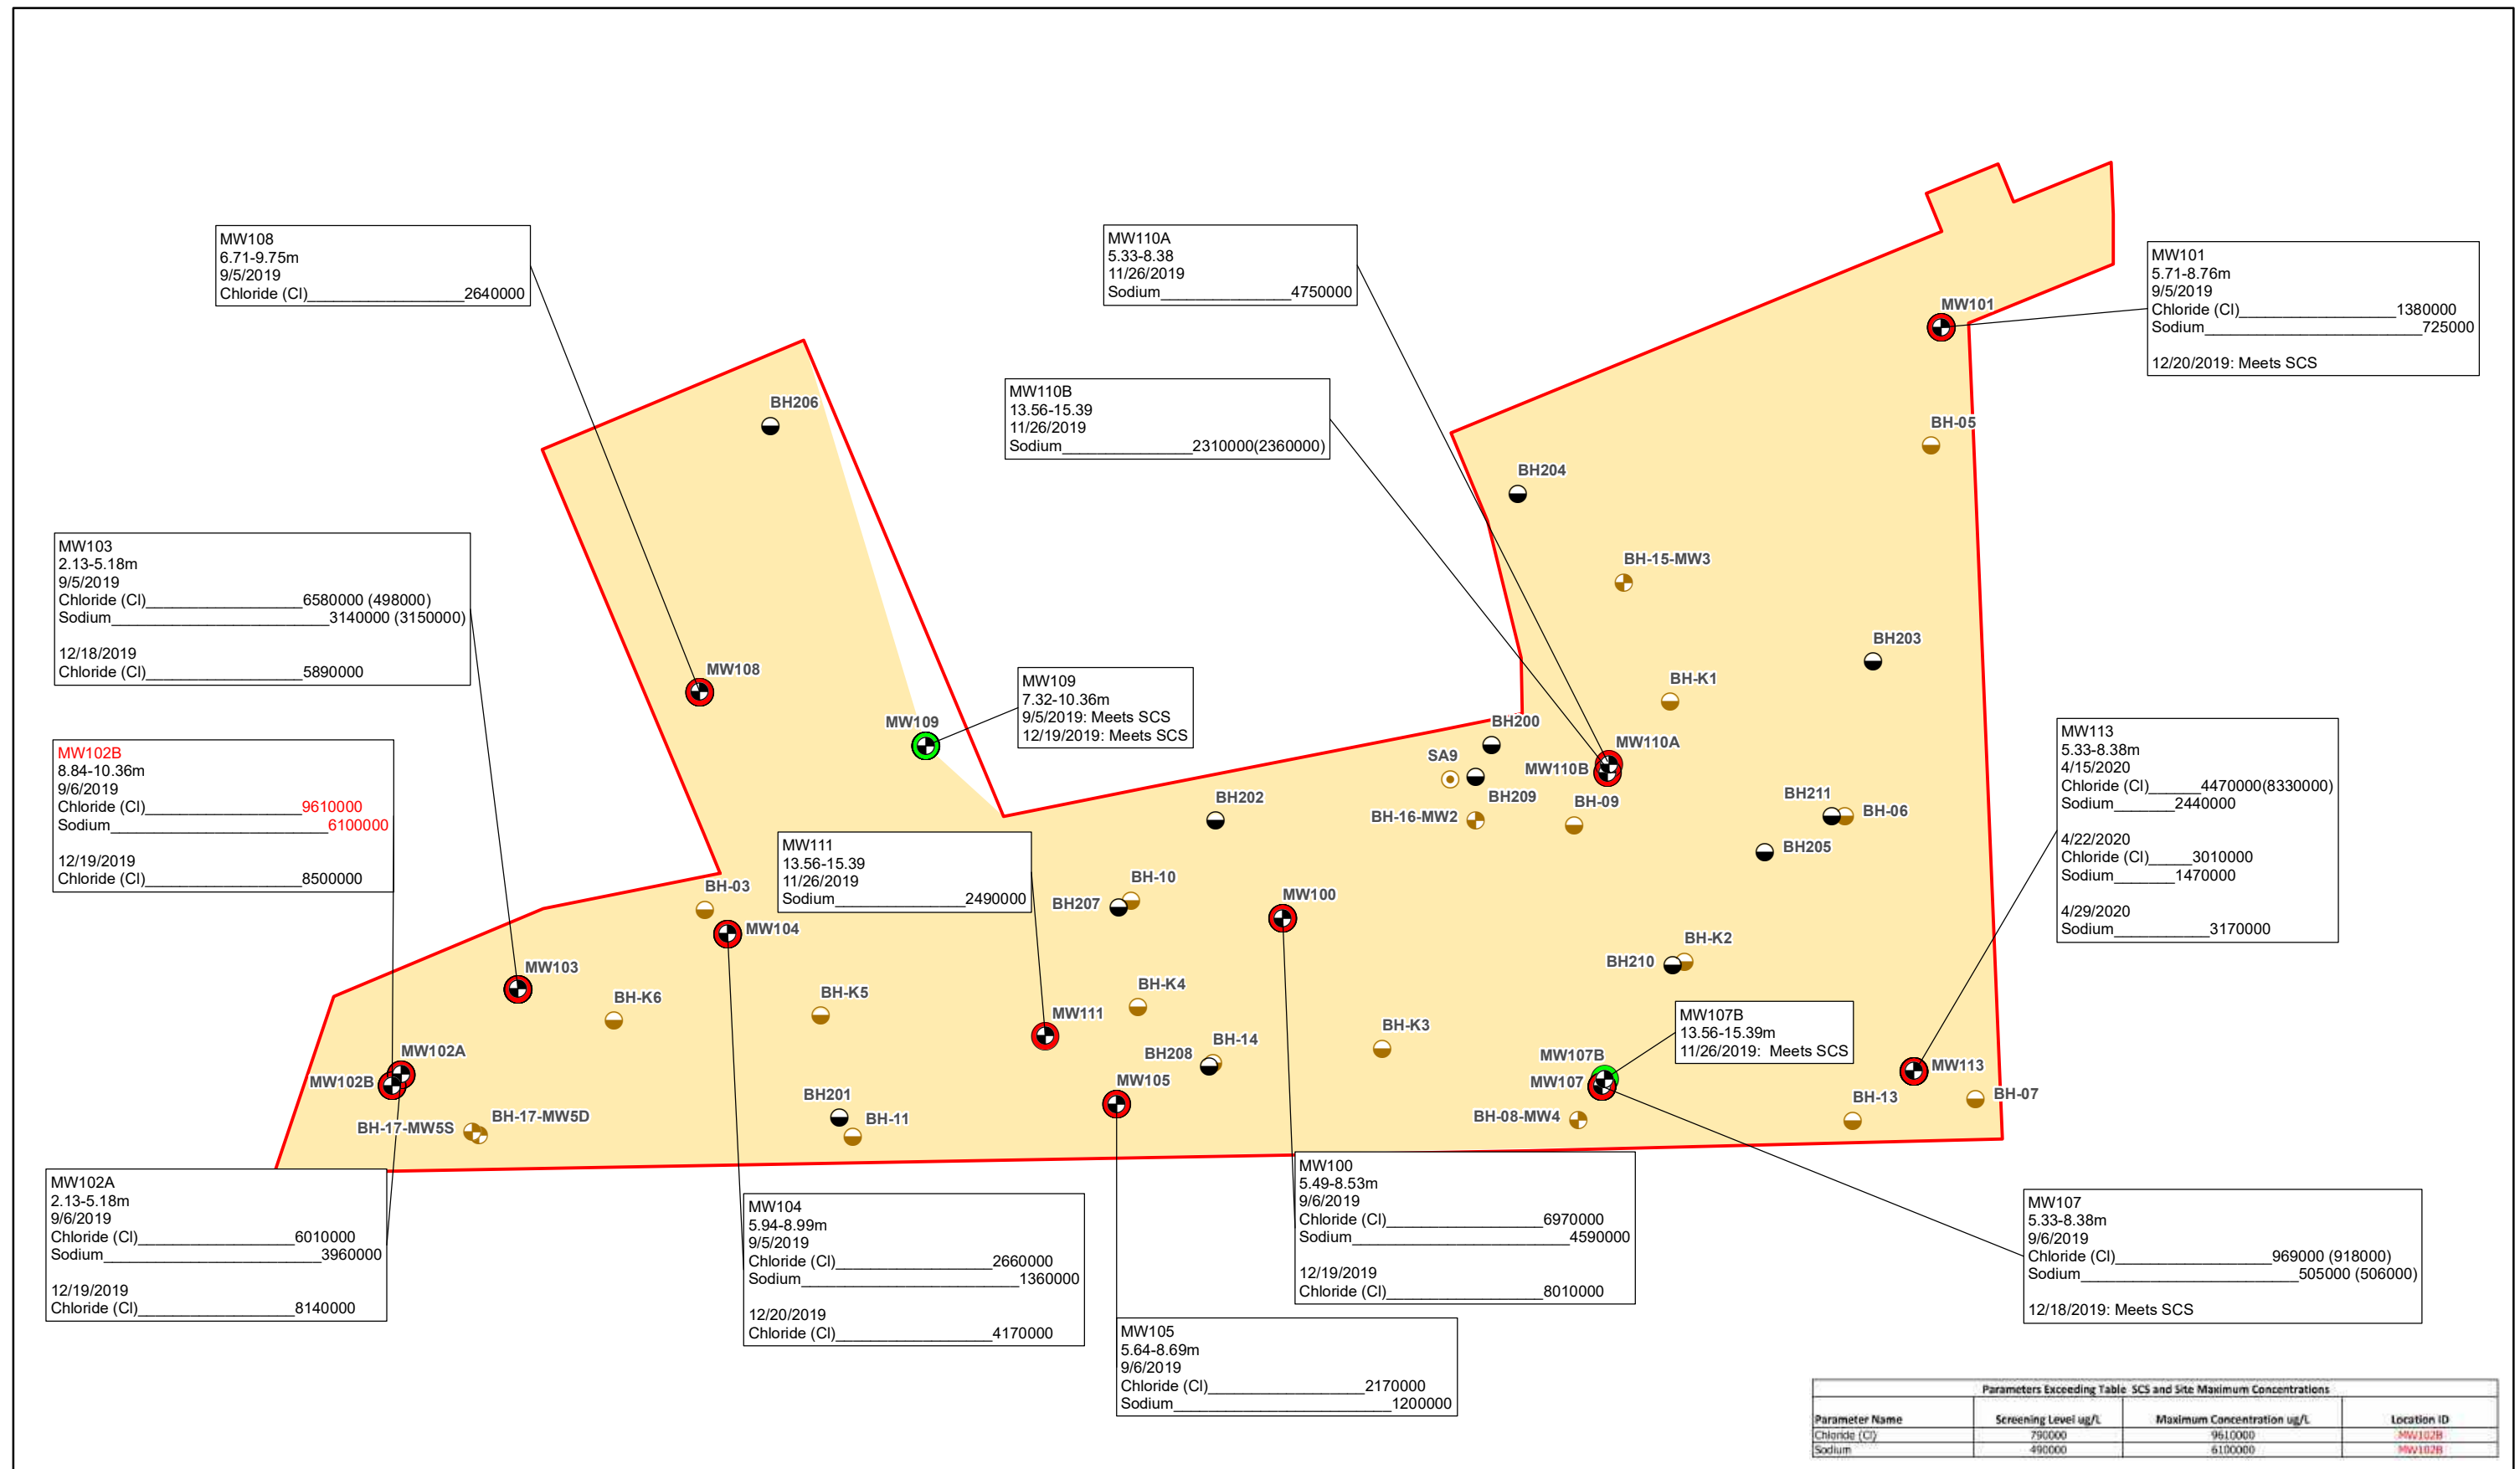 MW108
6.71-9.75m
9/5/2019
Chloride (Cl)__________________2640000
MW110A
5.33-8.38
11/26/2019
Sodium_______________4750000
MW101
5.71-8.76m
9/5/2019
Chloride (Cl)__________________1380000
Sodium_________________________725000
12/20/2019: Meets SCS
MW110B
13.56-15.39
11/26/2019
Sodium_______________2310000(2360000)
MW103
2.13-5.18m
9/5/2019
Chloride (Cl)__________________6580000 (498000)
Sodium_________________________3140000 (3150000)
12/18/2019
Chloride (Cl)__________________5890000
MW109
7.32-10.36m
9/5/2019: Meets SCS
12/19/2019: Meets SCS
MW102B
8.84-10.36m
9/6/2019
Chloride (Cl)__________________9610000
Sodium_________________________6100000
12/19/2019
Chloride (Cl)__________________8500000
MW113
5.33-8.38m
4/15/2020
Chloride (Cl)______4470000(8330000)
Sodium_______2440000
4/22/2020
Chloride (Cl)_____3010000
Sodium_______1470000
4/29/2020
Sodium___________3170000
MW111
13.56-15.39
11/26/2019
Sodium_______________2490000
MW107B
13.56-15.39m
11/26/2019:  Meets SCS
MW102A
2.13-5.18m
9/6/2019
Chloride (Cl)__________________6010000
Sodium_________________________3960000
12/19/2019
Chloride (Cl)__________________8140000
MW104
5.94-8.99m
9/5/2019
Chloride (Cl)__________________2660000
Sodium_________________________1360000
12/20/2019
Chloride (Cl)__________________4170000
MW100
5.49-8.53m
9/6/2019
Chloride (Cl)__________________6970000
Sodium_________________________4590000
12/19/2019
Chloride (Cl)__________________8010000
MW105
5.64-8.69m
9/6/2019
Chloride (Cl)__________________2170000
Sodium_________________________1200000
MW107
5.33-8.38m
9/6/2019
Chloride (Cl)__________________969000 (918000)
Sodium_________________________505000 (506000)
12/18/2019: Meets SCS
MW101
BH206
BH-05
BH204
BH-15-MW3
BH203
MW108
BH-K1
MW109
BH200
MW110A
SA9
MW110B
BH209
BH-09
BH202
BH-16-MW2
BH211
BH-06
BH205
BH-03
BH-10
BH207
MW100
MW104
BH-K2
BH210
MW103
BH-K6
BH-K5
BH-K4
MW111
BH-K3
BH-14
BH208
MW102A
MW102B
MW105
MW107B
MW107
MW113
BH-07
BH-13
BH201
BH-11
BH-17-MW5D
BH-17-MW5S
BH-08-MW4
Parameters Exceeding Table SCS and Site Maximum Concentrations
Parameter Name Screening Level ug/L Maximum Concentration ug/L Location ID
Chloride (Cl) 790000 9610000 MW102B
Sodium 490000 6100000 MW102B